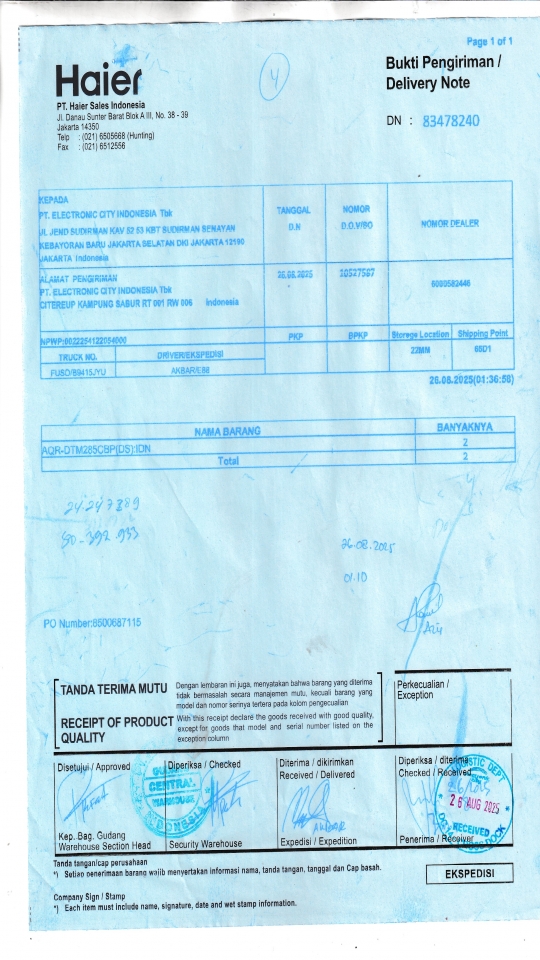 Page 1 of 1
Haier
Bukti Pengiriman /
Delivery Note
4
PT. Haier Sales Indonesia
Jl. Danau Sunter Barat Blok A III, No. 38 - 39
Jakarta 14350
Telp : (021) 6505668 (Hunting)
Fax : (021) 6512556
DN : 83478240
KEPADA
PT. ELECTRONIC CITY INDONESIA Tbk
JL JEND SUDIRMAN KAV 52 53 KBT SUDIRMAN SENAYAN
KEBAYORAN BARU JAKARTA SELATAN DKI JAKARTA 12190
JAKARTA Indonesia
TANGGAL
D.N
NOMOR
D.O.V/SO
NOMOR DEALER
ALAMAT PENGIRIMAN
PT. ELECTRONIC CITY INDONESIA Tbk
CITEREUP KAMPUNG SABUR RT 001 RW 006 Indonesia
26.08.2025
20527567
6000582446
NPWP:0022254122054000
PKP
BPKP
Storage Location
Shipping Point
TRUCK NO.
DRIVER/EKSPEDISI
22MM
65D1
FUSO/B9415JYU
AKBAR/E88
26.08.2025(01:36:58)
NAMA BARANG
BANYAKNYA
AQR-DTM285CBP(DS):IDN
2
Total
2
24.247389
50-392.933
26.08.2025
01.10
PO Number:8500687115
TANDA TERIMA MUTU
Dengan lembaran ini juga, menyatakan bahwa barang yang diterima
tidak bermasalah secara manajemen mutu, kecuali barang yang
model dan nomor serinya tertera pada kolom pengecualian
RECEIPT OF PRODUCT
QUALITY
With this receipt declare the goods received with good quality,
except for goods that model and serial number listed on the
exception column
Perkecualian /
Exception
Disetujui / Approved
Diperiksa / Checked
Diterima / dikirimkan
Received / Delivered
Diperiksa / diterima
Checked / Received
CENTRAL
WAREHOUSE
LOGISTIC DEPT
26 AUG 2025
RECEIVED
AKBAR
Kep. Bag. Gudang
Warehouse Section Head
Security Warehouse
Expedisi / Expedition
Penerima / Receiver
Tanda tangan/cap perusahaan
*) Setiap penerimaan barang wajib menyertakan informasi nama, tanda tangan, tanggal dan Cap basah.
EKSPEDISI
Company Sign / Stamp
*) Each item must include name, signature, date and wet stamp information.